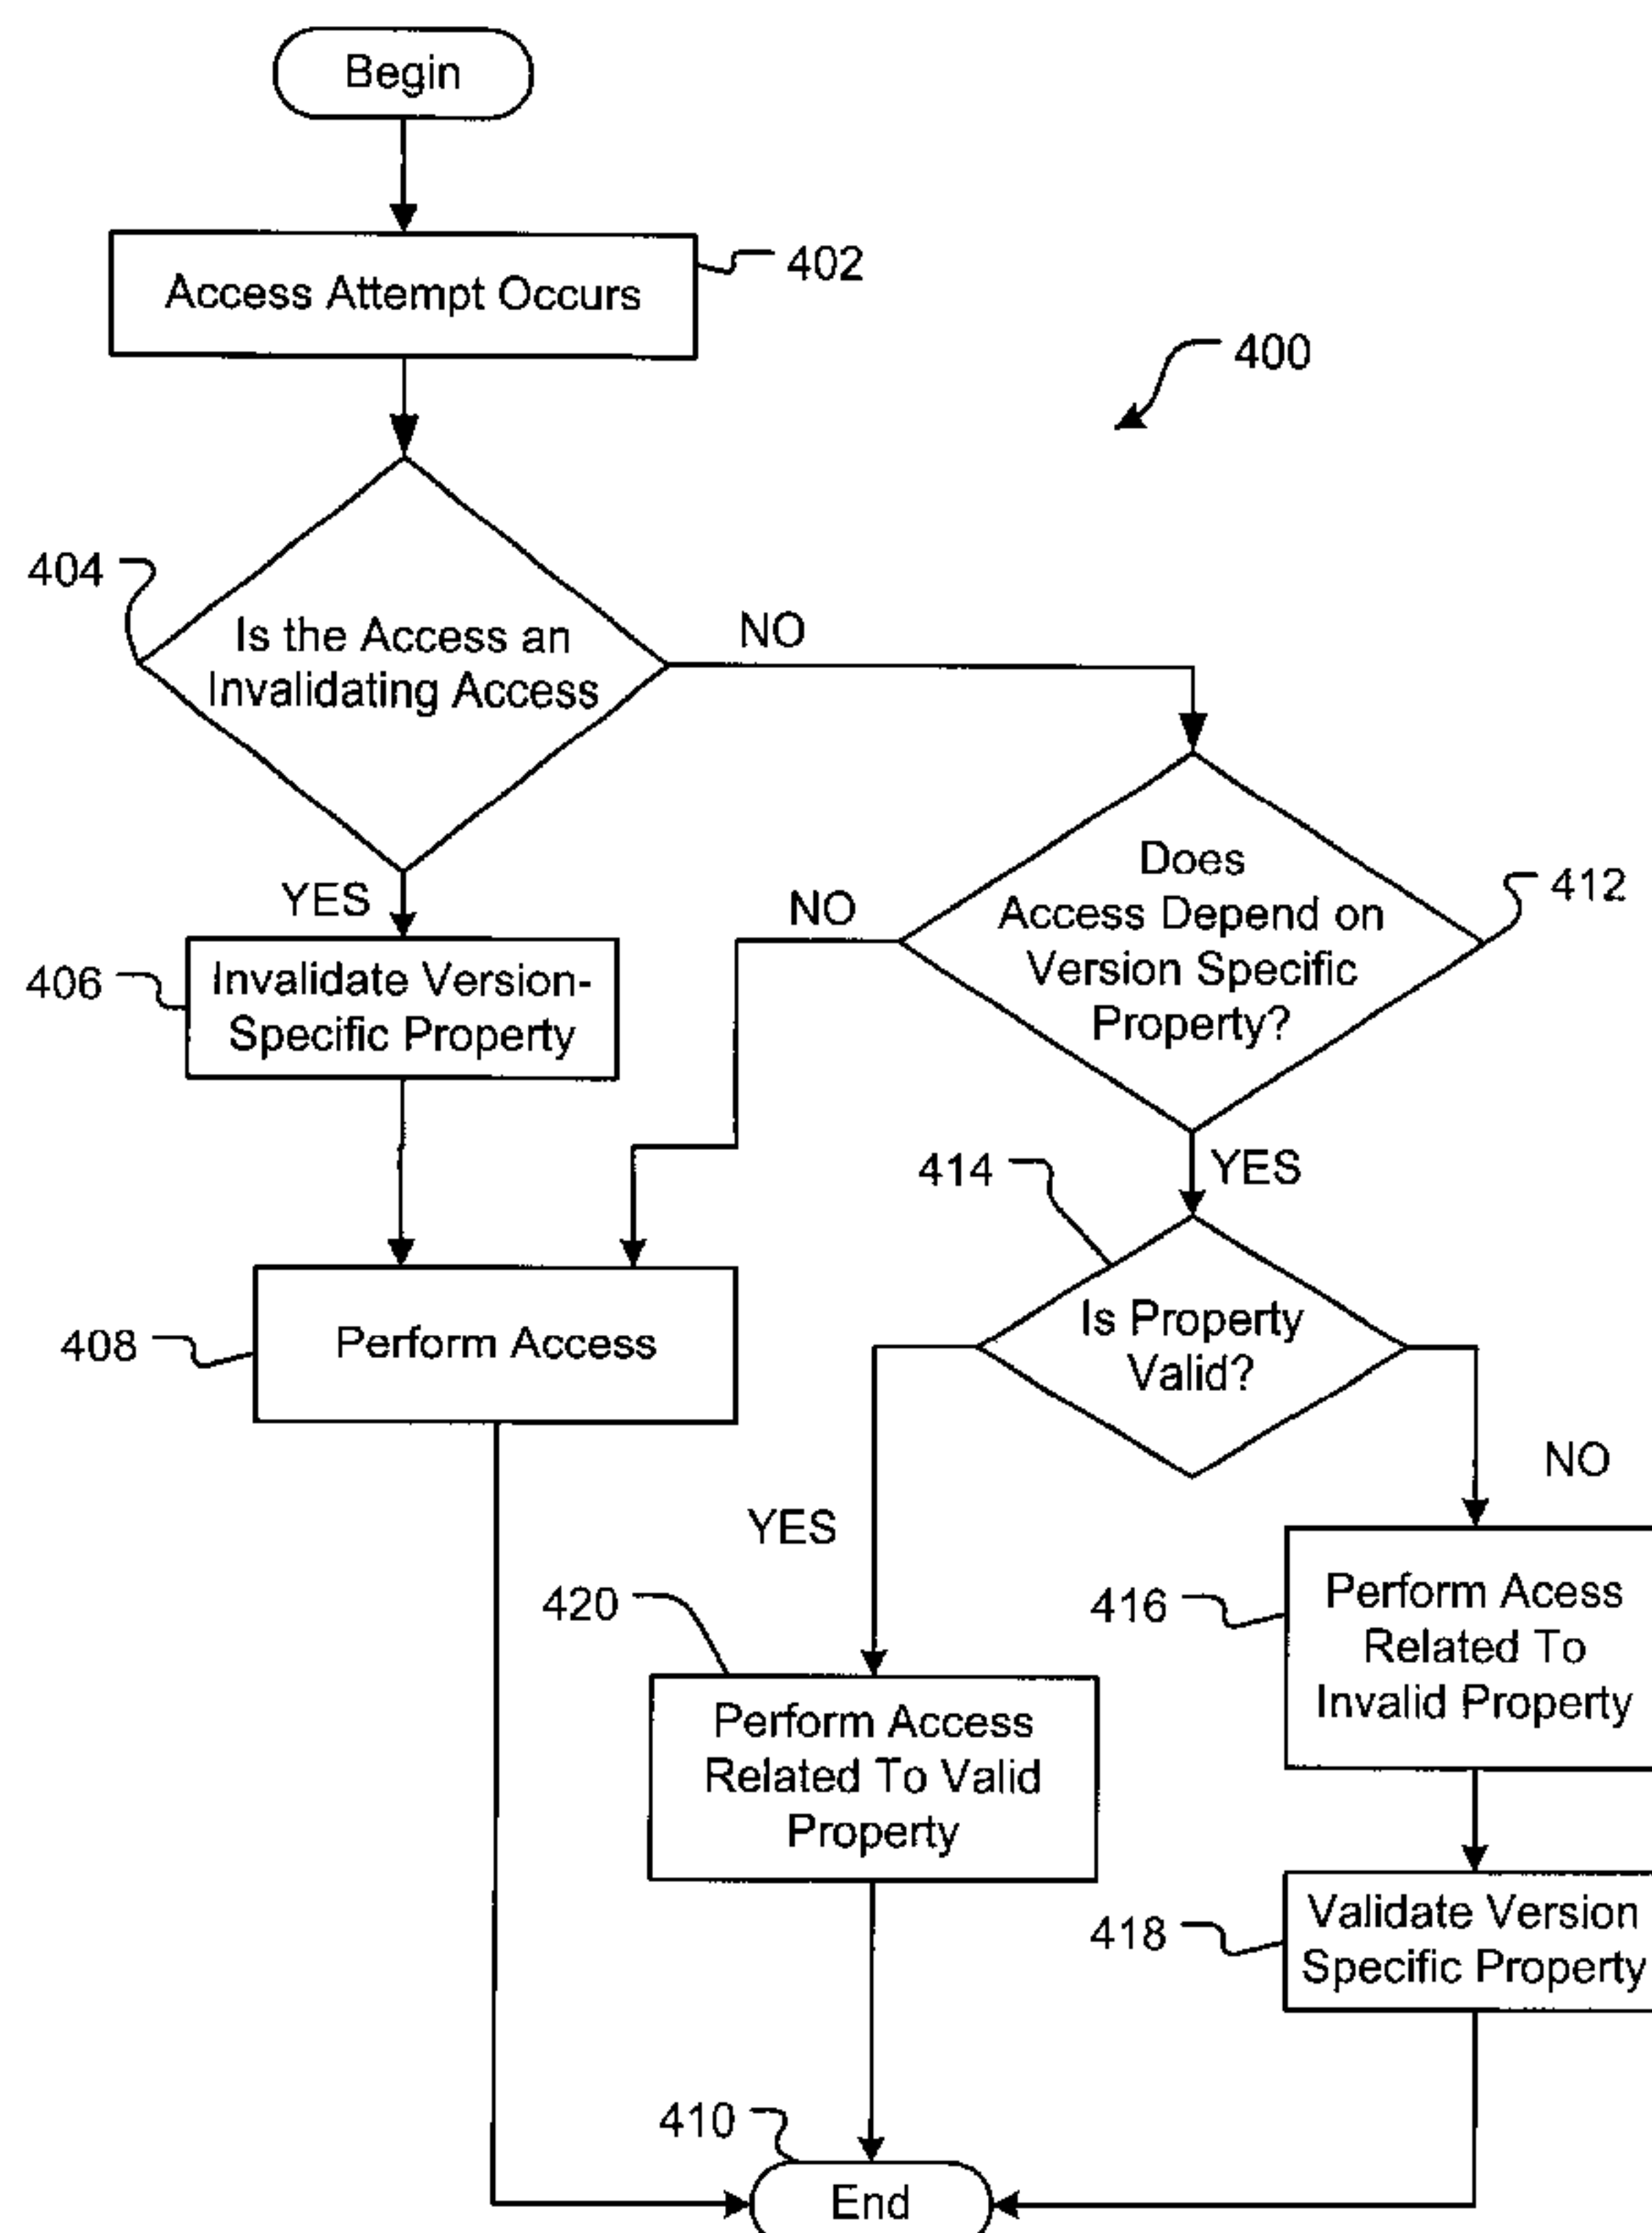 Begin
Access Attempt Occurs
402
400
404
Is the Access an
Invalidating Access
NO
YES
Does
Access Depend on
Version Specific
Property?
412
NO
406
Invalidate Version-
Specific Property
YES
414
408
Perform Access
Is Property
Valid?
NO
YES
420
Perform Access
Related To Valid
Property
416
Perform Acess
Related To
Invalid Property
418
Validate Version
Specific Property
410
End